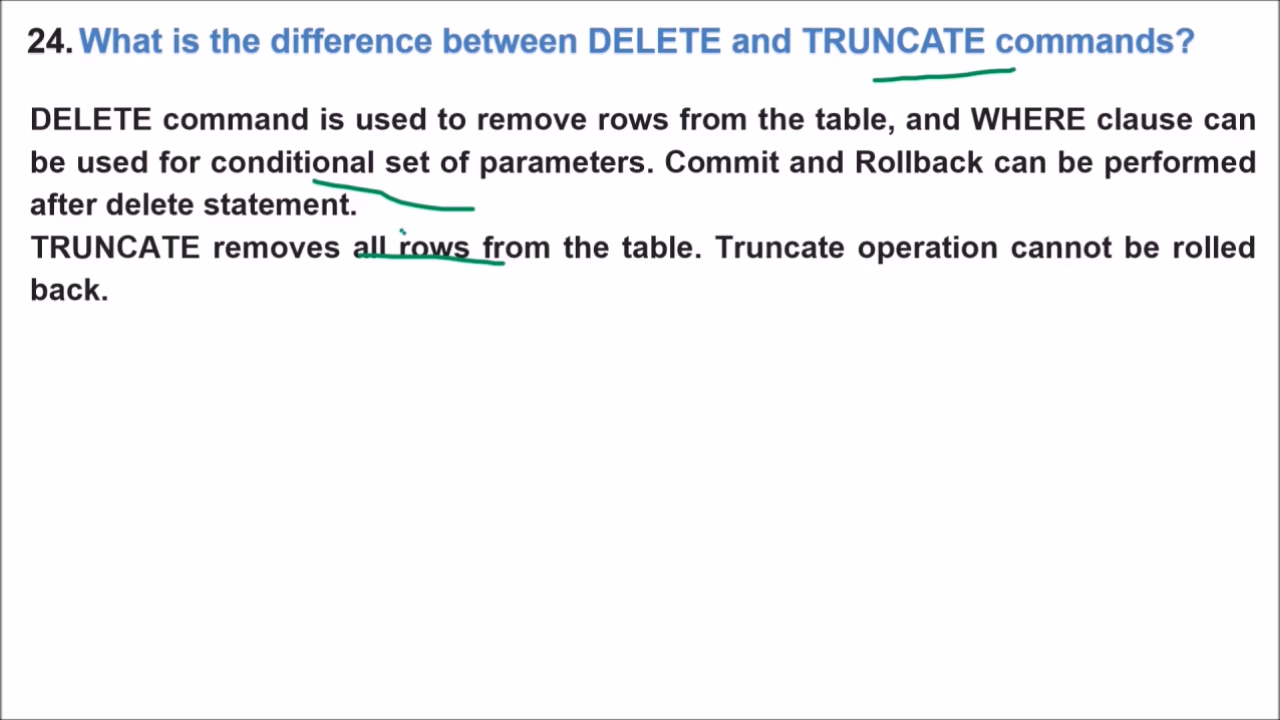 24. What is the difference between DELETE and TRUNCATE commands?
DELETE command is used to remove rows from the table, and WHERE clause can
be used for conditional set of parameters. Commit and Rollback can be performed
after delete statement.
TRUNCATE removes all rows from the table. Truncate operation cannot be rolled
back.